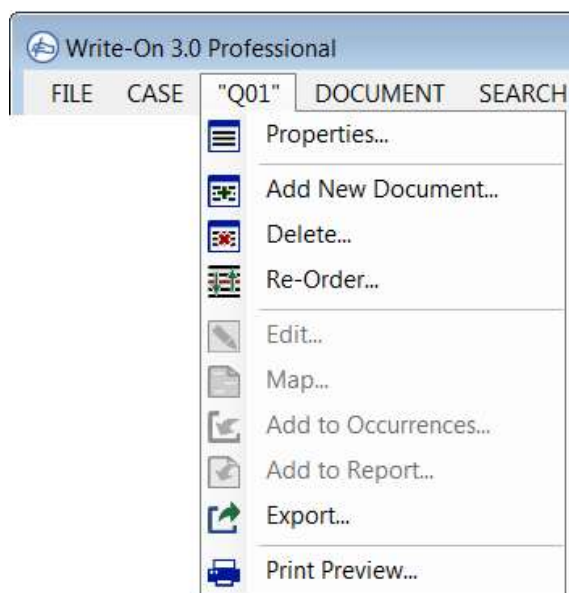 Write-On 3.0 Professional
FILE CASE "Q01" DOCUMENT SEARCH
Properties...
Add New Document...
Delete...
Re-Order...
Edit...
Map...
Add to Occurrences...
Add to Report...
Export...
Print Preview...